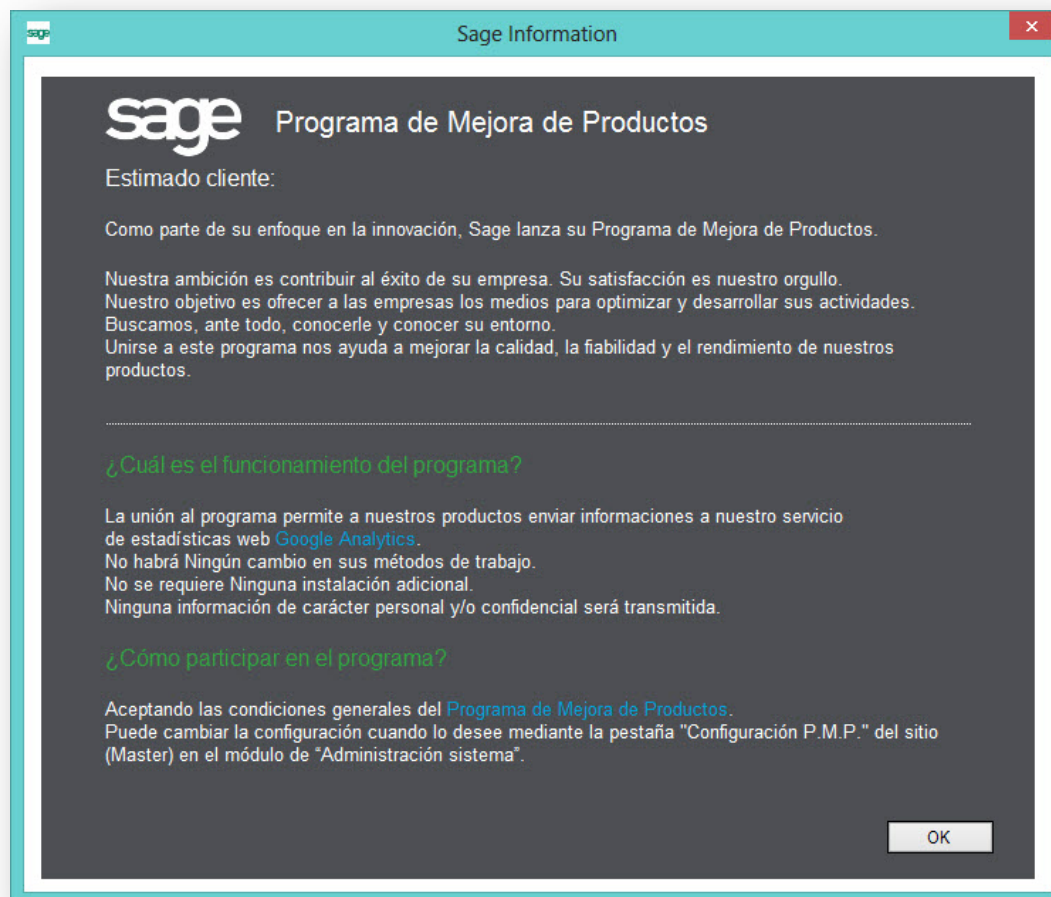 sage
Sage Information
sage Programa de Mejora de Productos
Estimado cliente:
Como parte de su enfoque en la innovación, Sage lanza su Programa de Mejora de Productos.
Nuestra ambición es contribuir al éxito de su empresa. Su satisfacción es nuestro orgullo.
Nuestro objetivo es ofrecer a las empresas los medios para optimizar y desarrollar sus actividades.
Buscamos, ante todo, conocerle y conocer su entorno.
Unirse a este programa nos ayuda a mejorar la calidad, la fiabilidad y el rendimiento de nuestros
productos.
¿Cuál es el funcionamiento del programa?
La unión al programa permite a nuestros productos enviar informaciones a nuestro servicio
de estadísticas web Google Analytics.
No habrá Ningún cambio en sus métodos de trabajo.
No se requiere Ninguna instalación adicional.
Ninguna información de carácter personal y/o confidencial será transmitida.
¿Cómo participar en el programa?
Aceptando las condiciones generales del Programa de Mejora de Productos.
Puede cambiar la configuración cuando lo desee mediante la pestaña "Configuración P.M.P." del sitio
(Master) en el módulo de “Administración sistema”.
OK